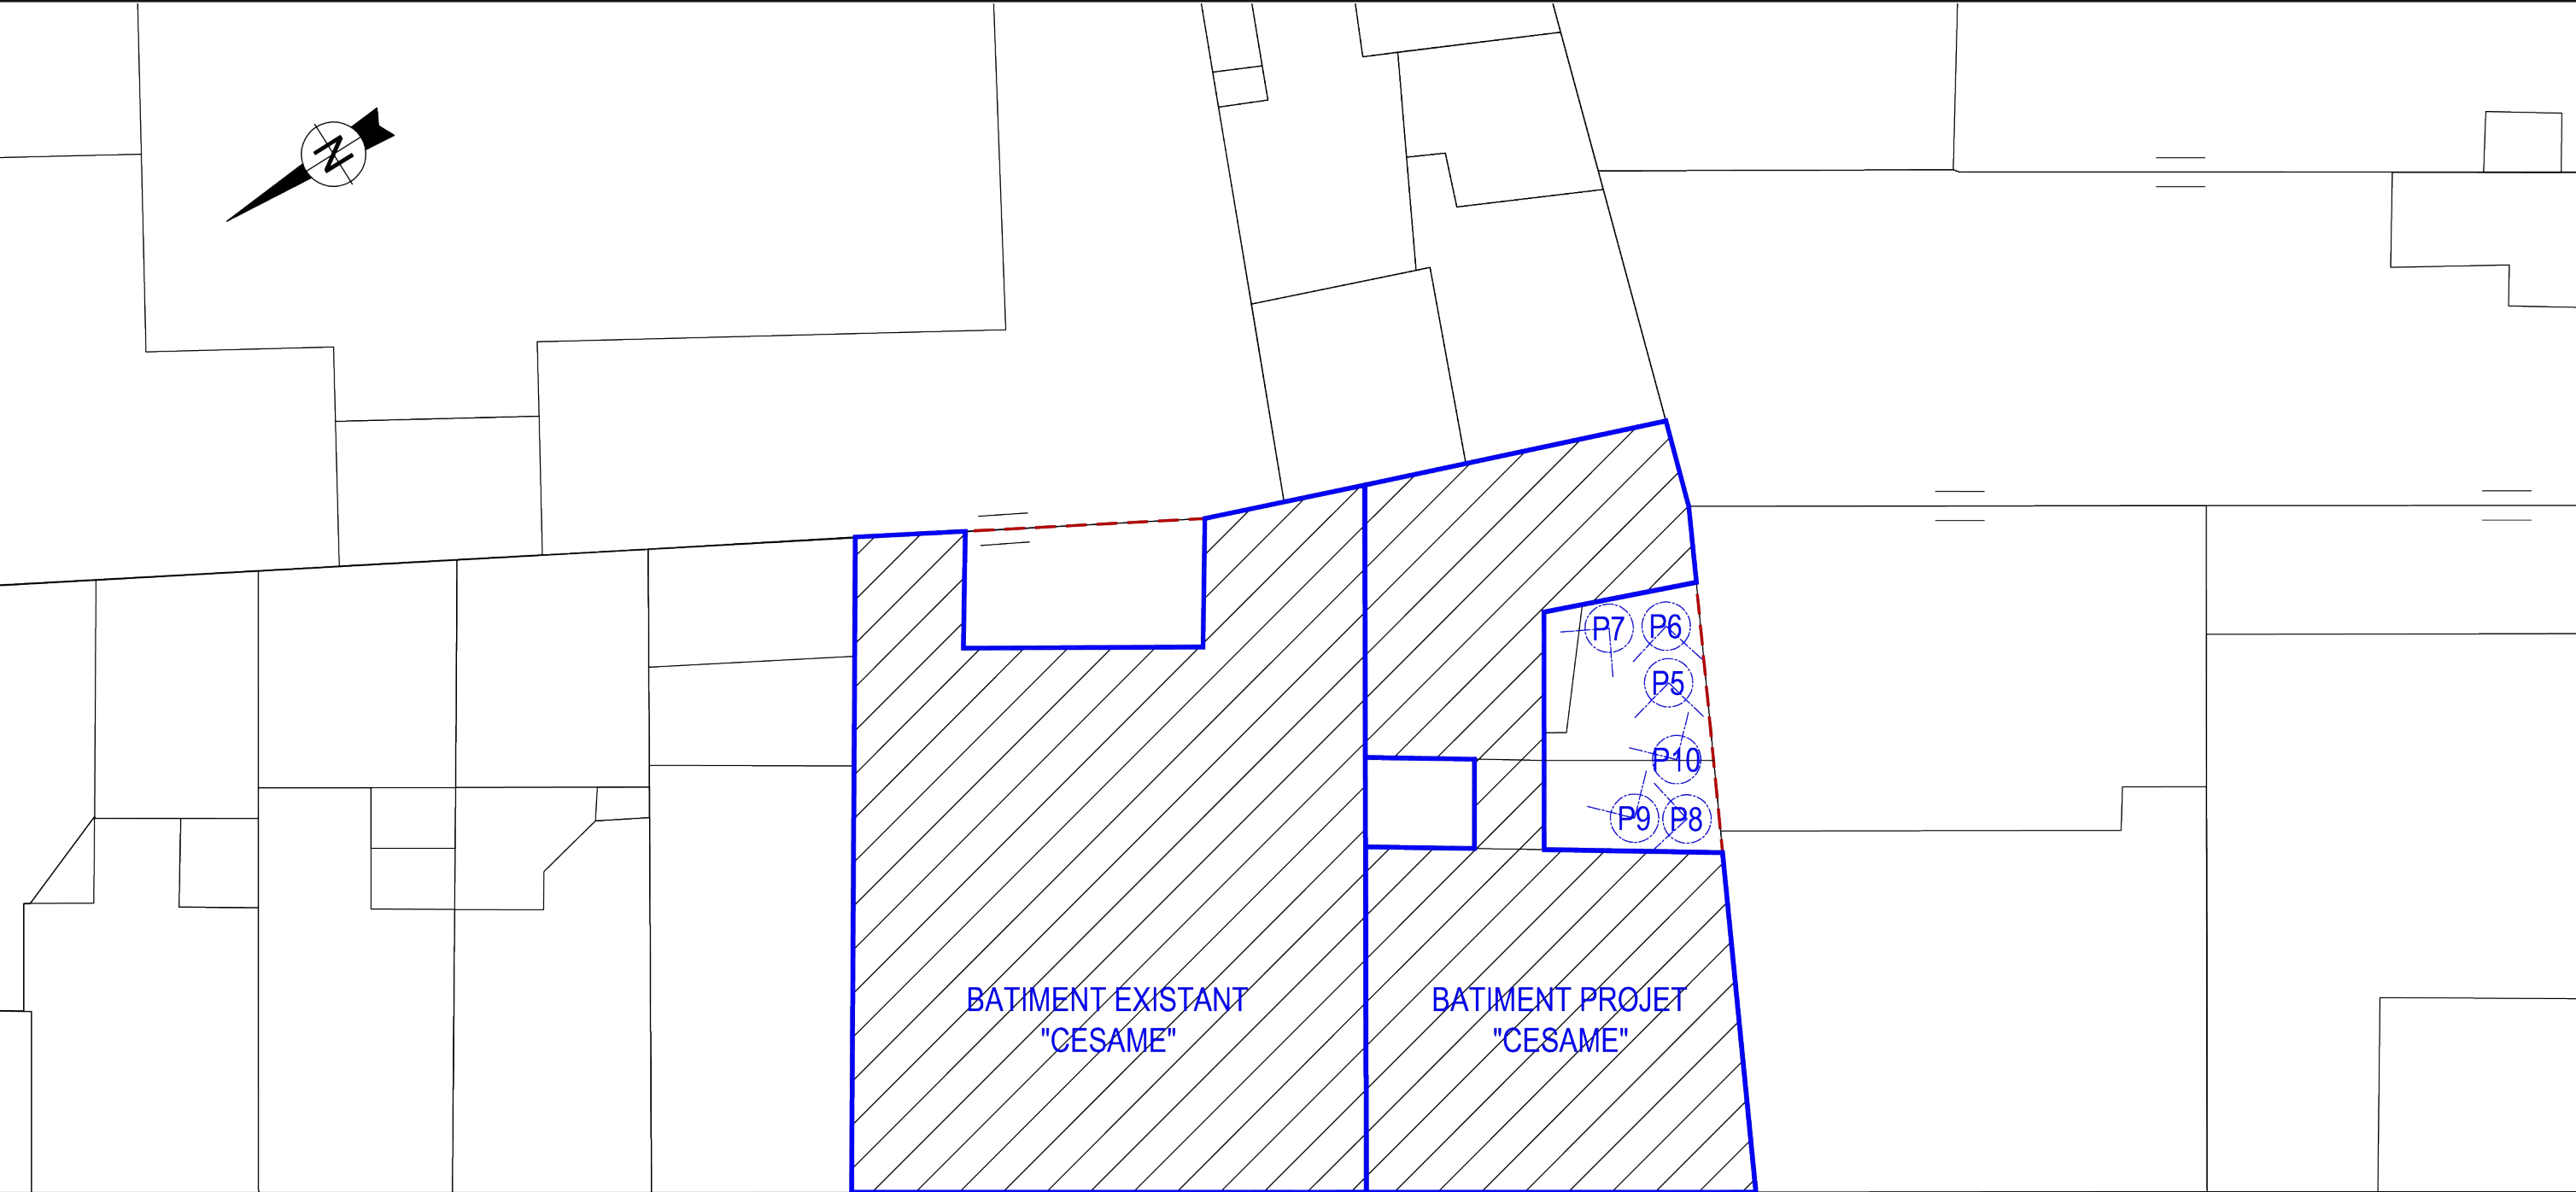 N
P7
P6
P5
P10
P9
P8
BATIMENT EXISTANT
"CESAME"
BATIMENT PROJET
"CESAME"